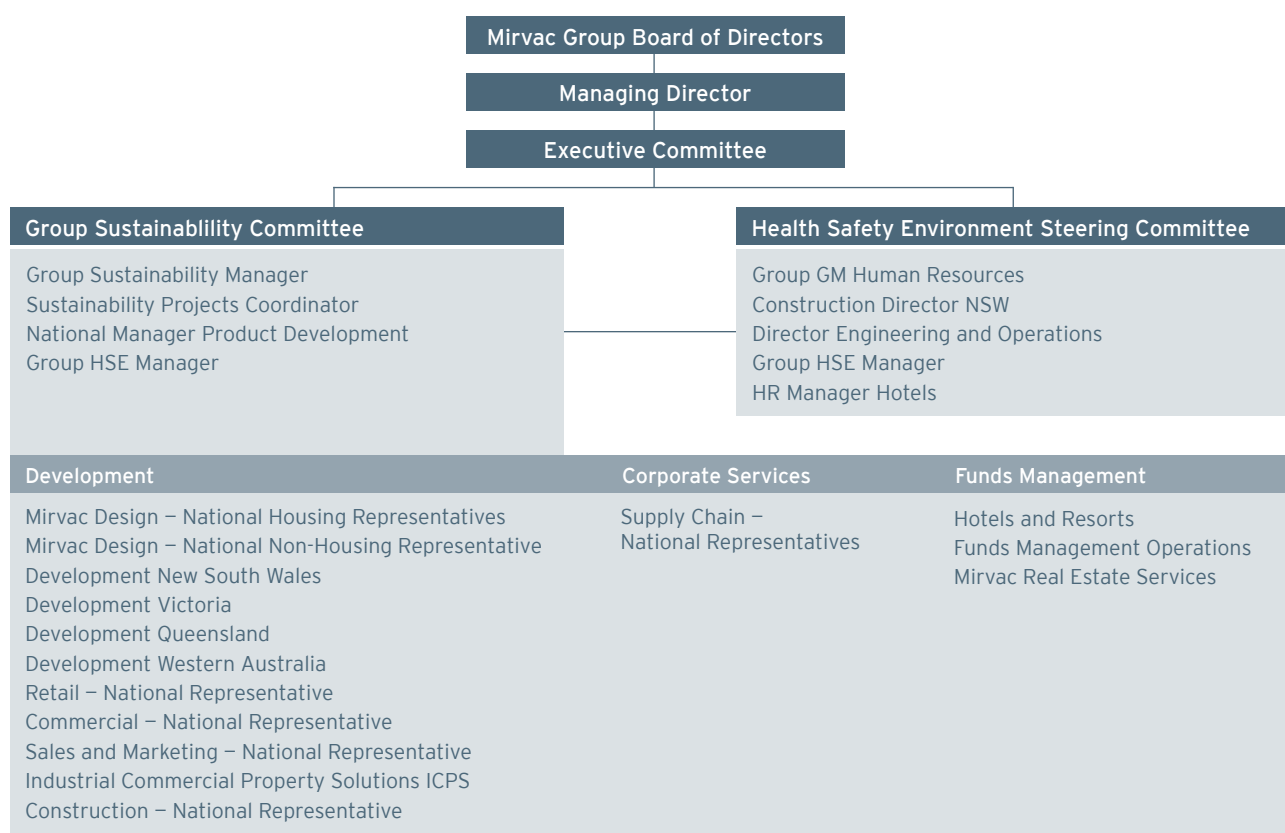 Mirvac Group Board of Directors
Managing Director
Executive Committee
Group Sustainablility Committee
Group Sustainability Manager
Sustainability Projects Coordinator
National Manager Product Development
Group HSE Manager
Health Safety Environment Steering Committee
Group GM Human Resources
Construction Director NSW
Director Engineering and Operations
Group HSE Manager
HR Manager Hotels
Development
Mirvac Design – National Housing Representatives
Mirvac Design – National Non-Housing Representative
Development New South Wales
Development Victoria
Development Queensland
Development Western Australia
Retail – National Representative
Commercial – National Representative
Sales and Marketing – National Representative
Industrial Commercial Property Solutions ICPS
Construction – National Representative
Corporate Services
Supply Chain –
National Representatives
Funds Management
Hotels and Resorts
Funds Management Operations
Mirvac Real Estate Services